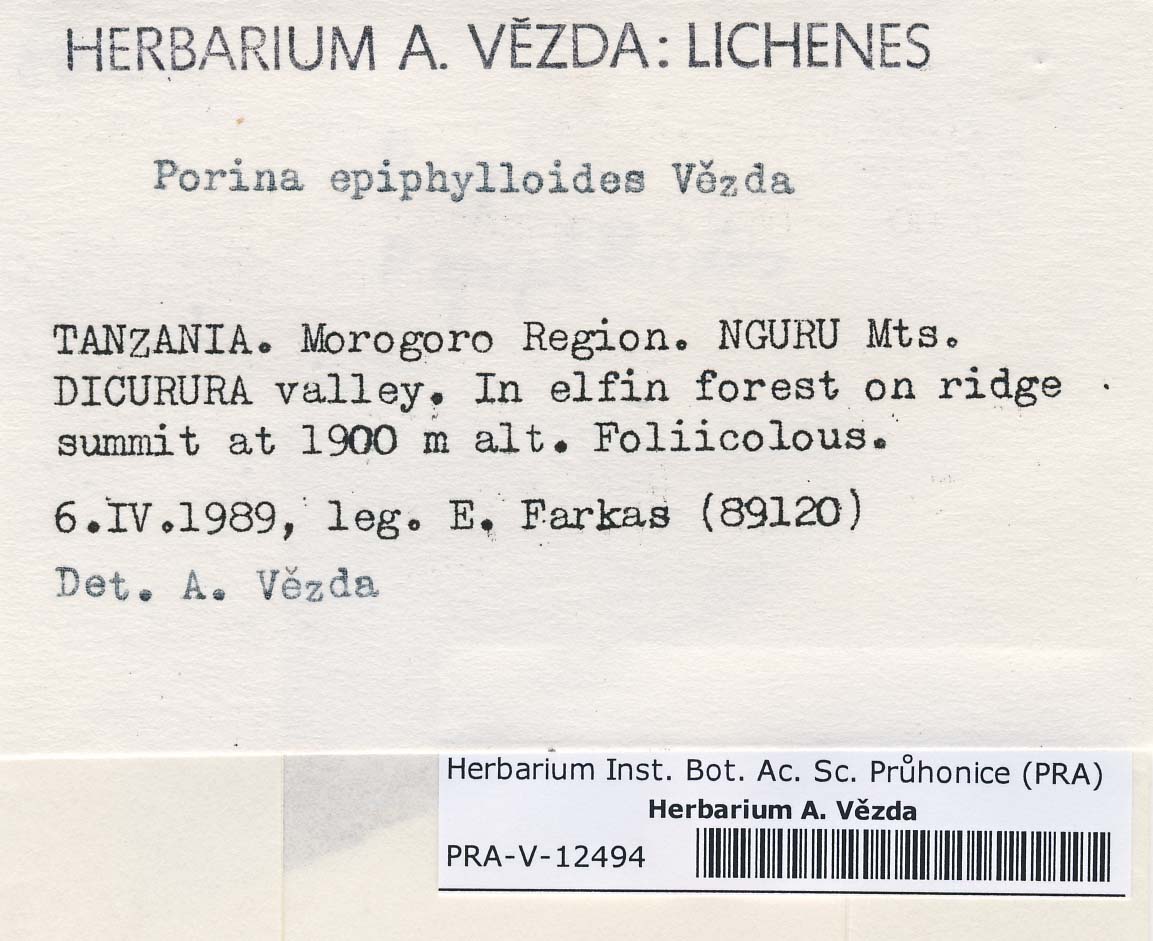 HERBARIUM A. VĚZDA: LICHENES
Porina epiphylloides Vězda
TANZANIA. Morogoro Region. NGURU Mts.
DICURURA valley. In elfin forest on ridge
summit at 1900 m alt. Foliicolous.
6.IV.1989, leg. E. Farkas (89120)
Det. A. Vězda
Herbarium Inst. Bot. Ac. Sc. Průhonice (PRA)
Herbarium A. Vězda
PRA-V-12494